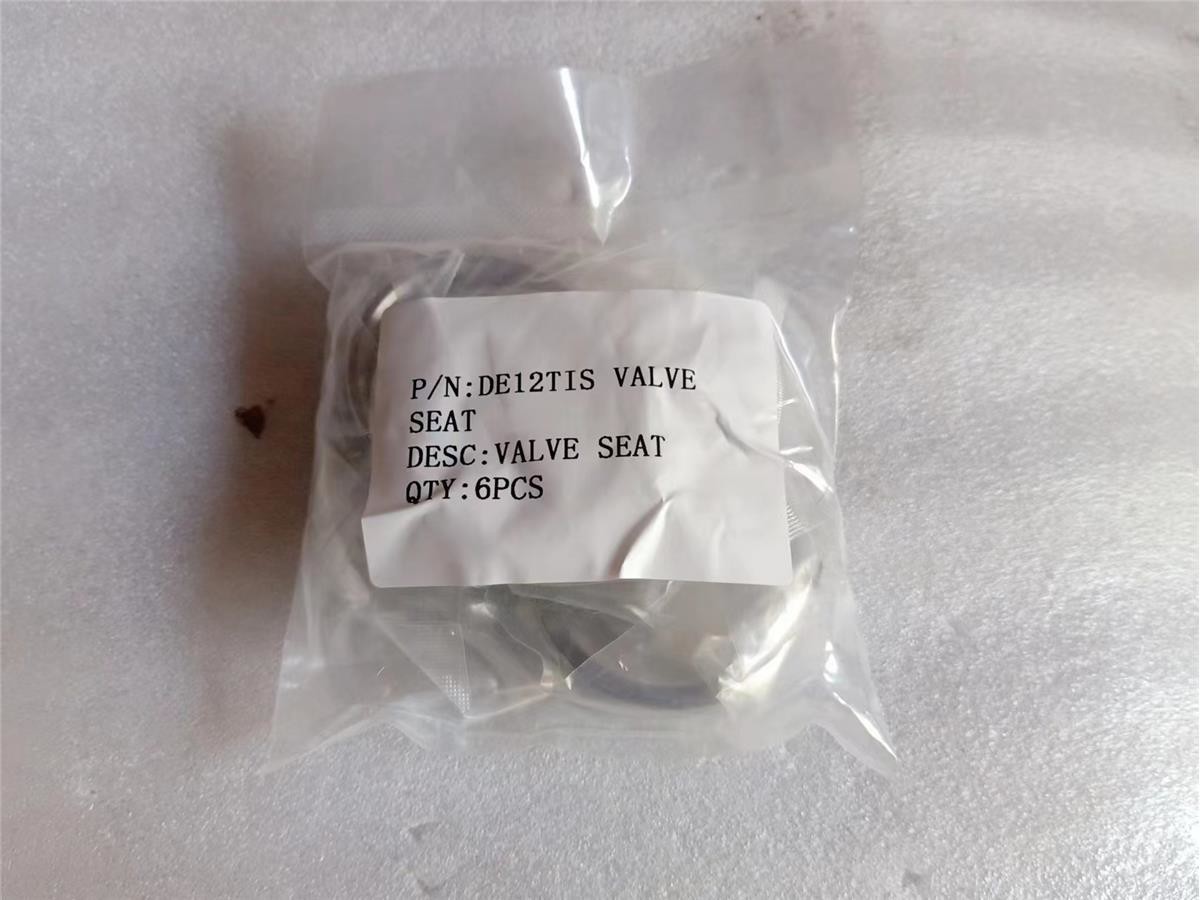 P/N:DE12TIS VALVE
SEAT
DESC:VALVE SEAT
QTY:6PCS